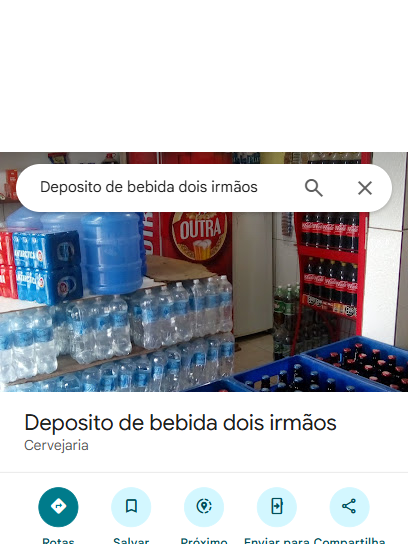 Deposito de bebida dois irmãos
OUTRA
Deposito de bebida dois irmãos
Cervejaria
Rotas
Salvar
Próximo
Enviar para
Compartilha